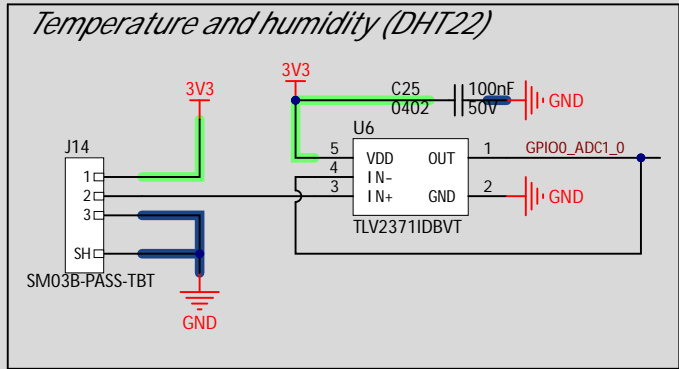 Temperature and humidity (DHT22)
3V3
3V3
C25
100nF
0402
50V
GND
J14
U6
1
2
3
SH
5
4
3
VDD
IN-
IN+
OUT
GND
1
2
GPIO0_ADC1_0
GND
SM03B-PASS-TBT
TLV2371IDBVT
GND